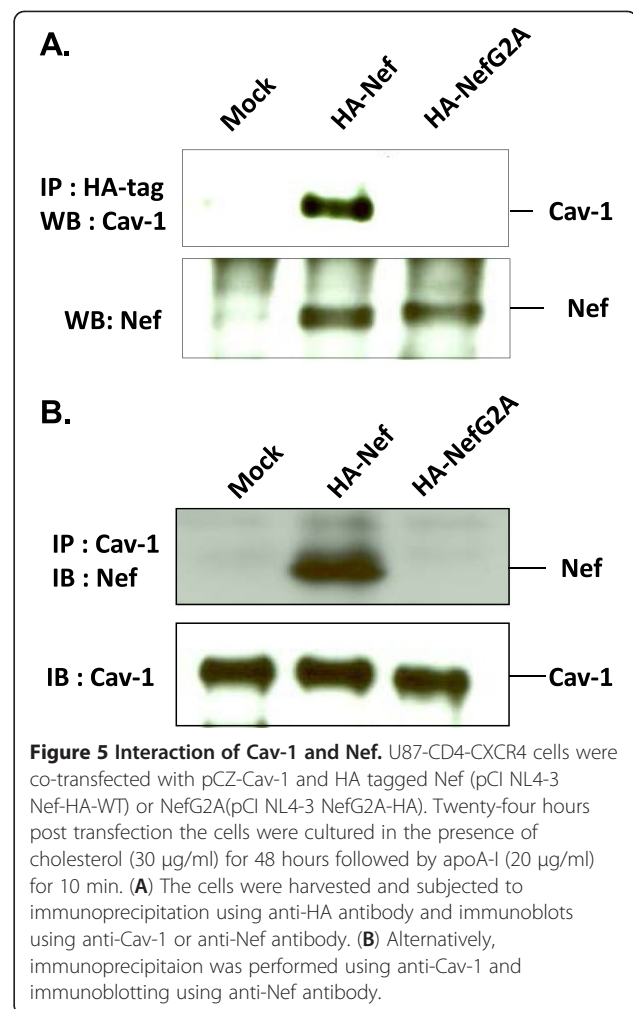 A.
Mock HA-Nef HA-NefG2A
IP : HA-tag
WB : Cav-1
Cav-1
WB: Nef
Nef
B.
Mock HA-Nef HA-NefG2A
IP : Cav-1
IB : Nef
Nef
IB : Cav-1
Cav-1
Figure 5 Interaction of Cav-1 and Nef. U87-CD4-CXCR4 cells were
co-transfected with pCZ-Cav-1 and HA tagged Nef (pCI NL4-3
Nef-HA-WT) or NefG2A(pCI NL4-3 NefG2A-HA). Twenty-four hours
post transfection the cells were cultured in the presence of
cholesterol (30 μg/ml) for 48 hours followed by apoA-I (20 μg/ml)
for 10 min. (A) The cells were harvested and subjected to
immunoprecipitation using anti-HA antibody and immunoblots
using anti-Cav-1 or anti-Nef antibody. (B) Alternatively,
immunoprecipitaion was performed using anti-Cav-1 and
immunoblotting using anti-Nef antibody.